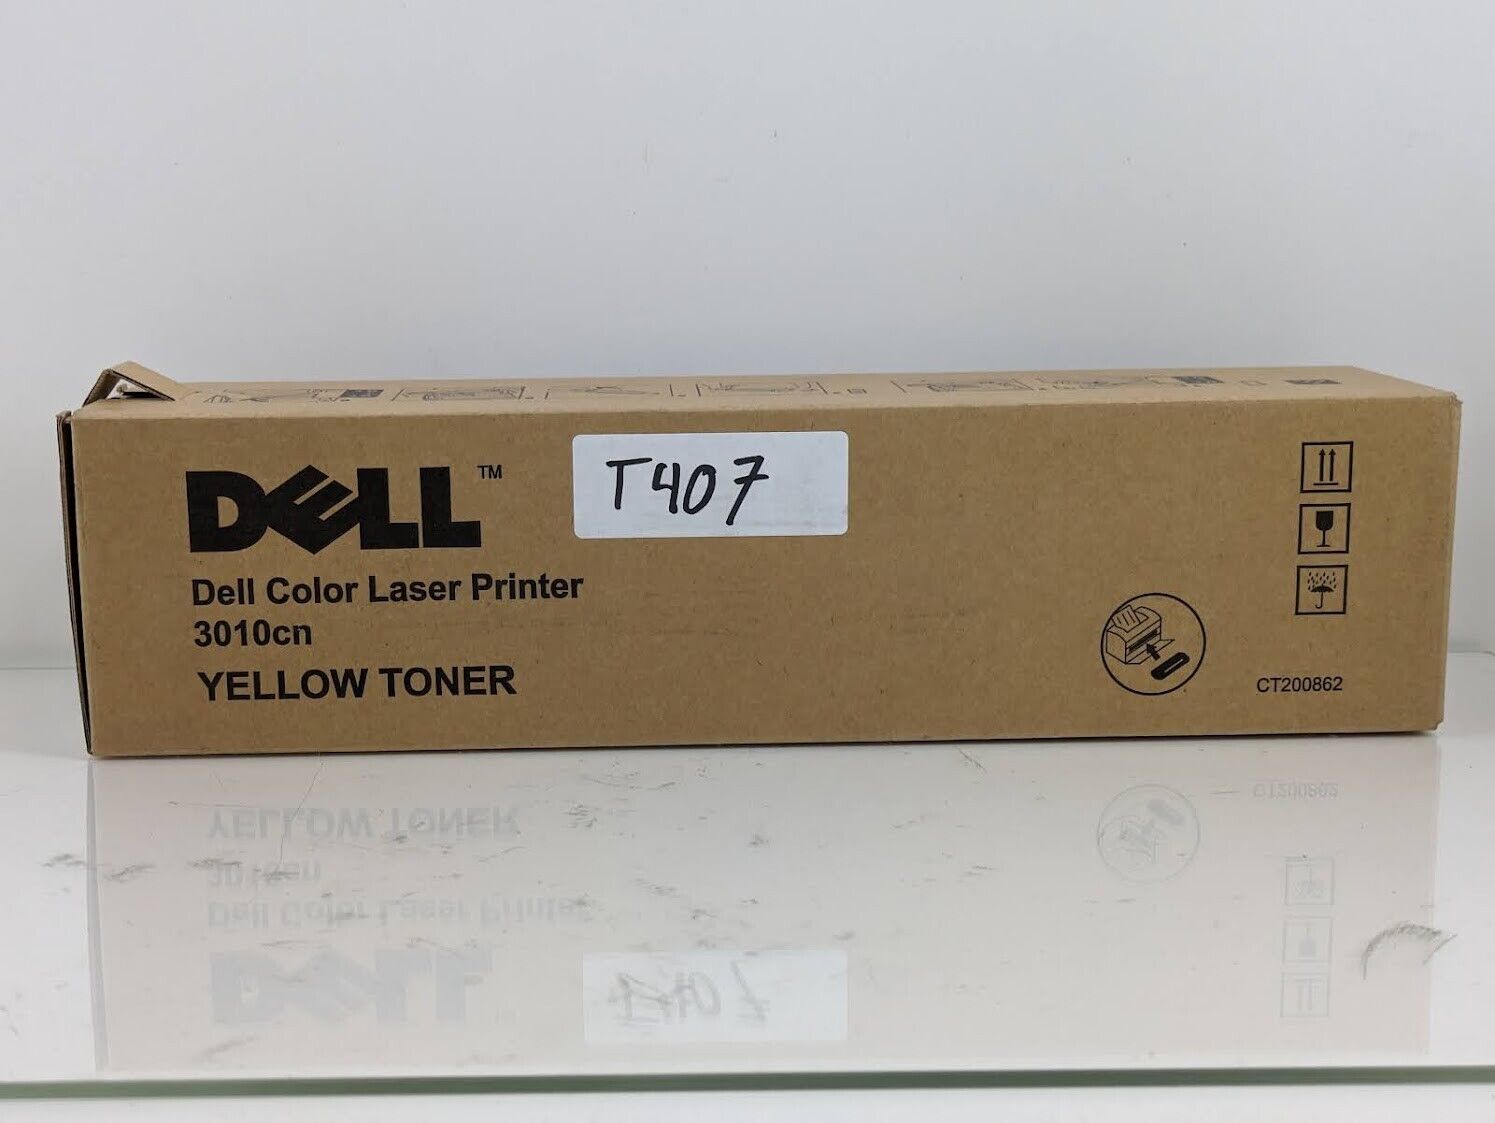 DELL™
T407
Dell Color Laser Printer
3010cn
YELLOW TONER
CT200862